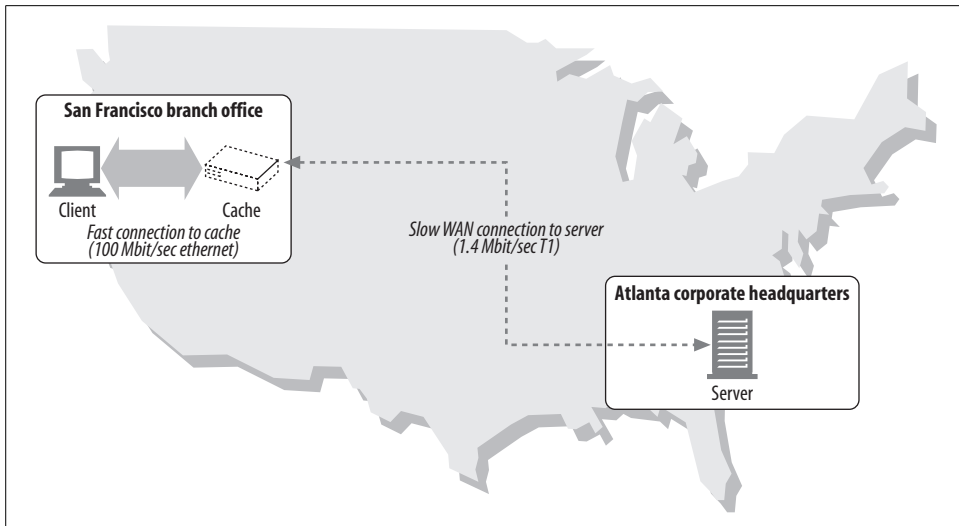 San Francisco branch office
Client
Cache
Fast connection to cache
(100 Mbit/sec ethernet)
Slow WAN connection to server
(1.4 Mbit/sec T1)
Atlanta corporate headquarters
Server